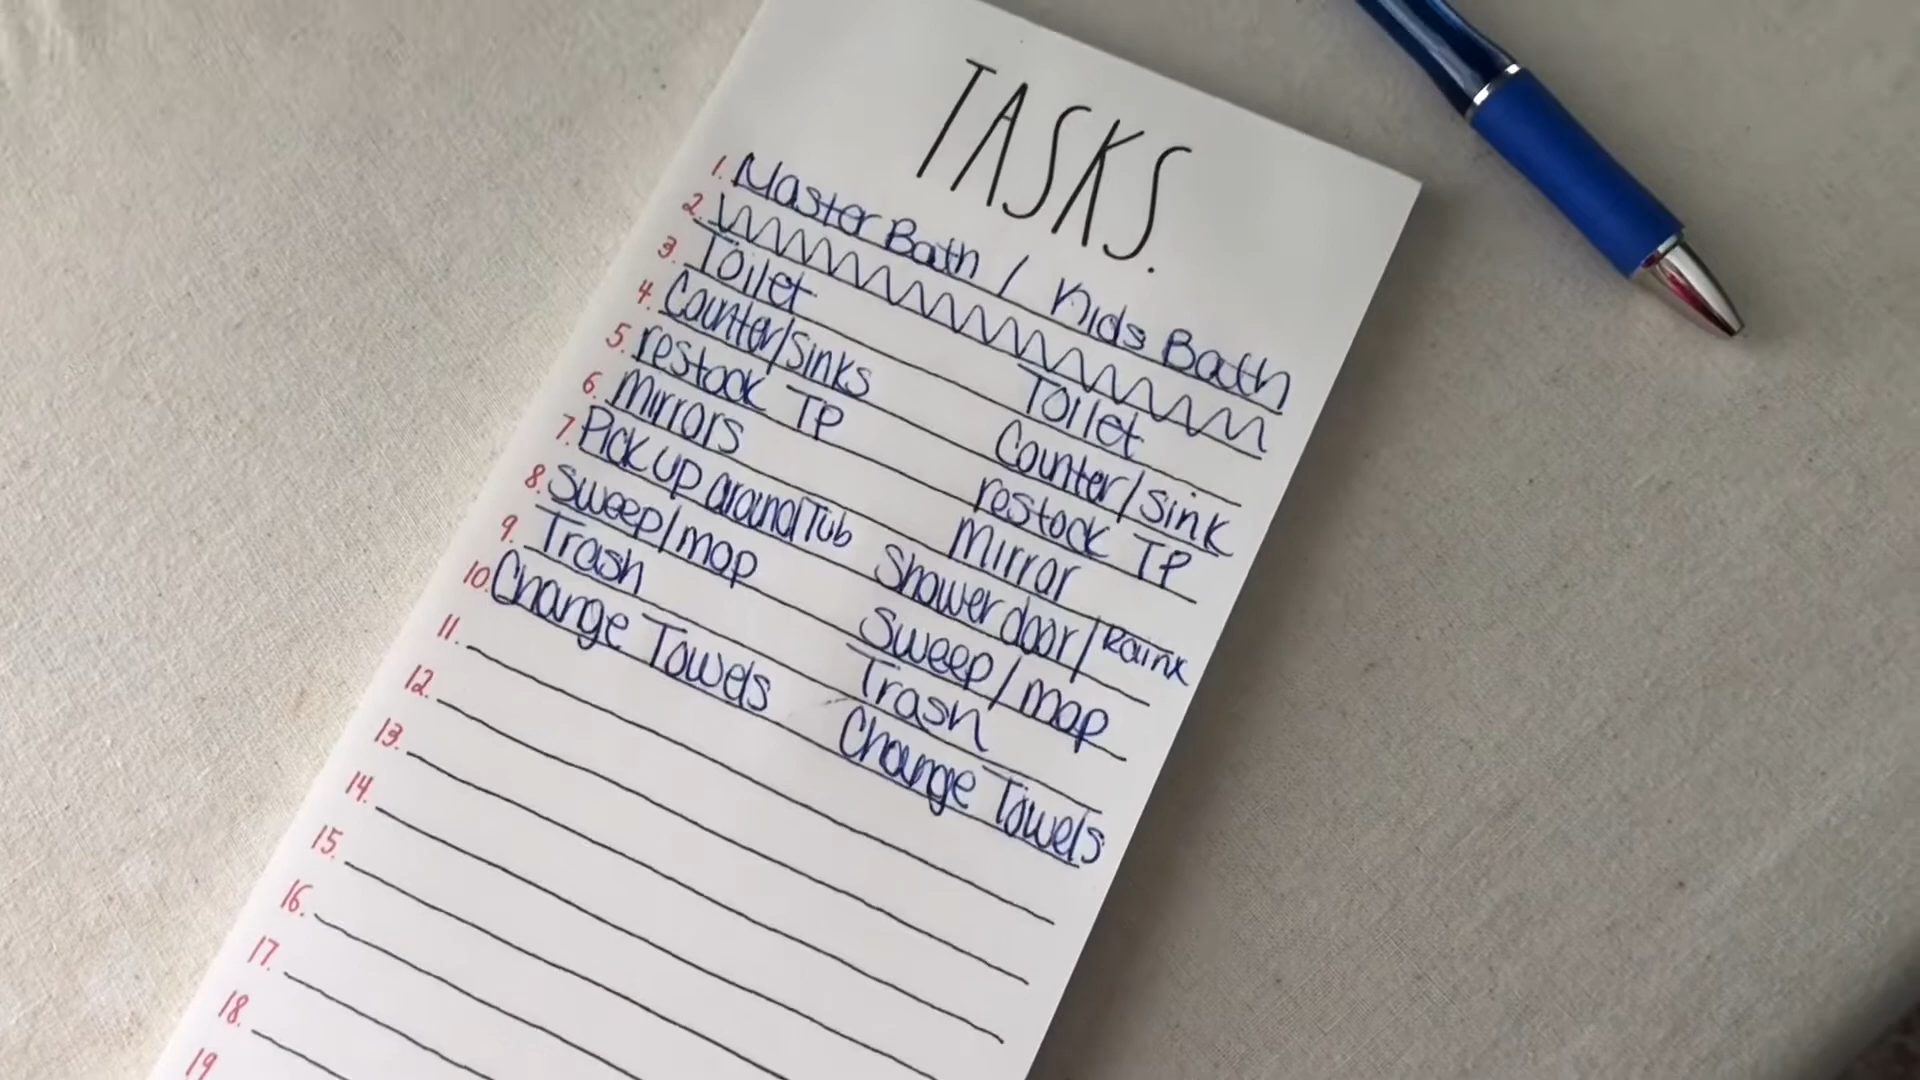 TASKS.
1. Master Bath / Kids Bath
2.
3. Toilet Toilet
4. Counter/sinks Counter/sink
5. restock TP restock TP
6. Mirrors Mirror
7. Pick up around Tub Shower door/Rainx
8. Sweep/mop Sweep/mop
9. Trash Trash
10. Change Towels Change Towels
11.
12.
13.
14.
15.
16.
17.
18.
19